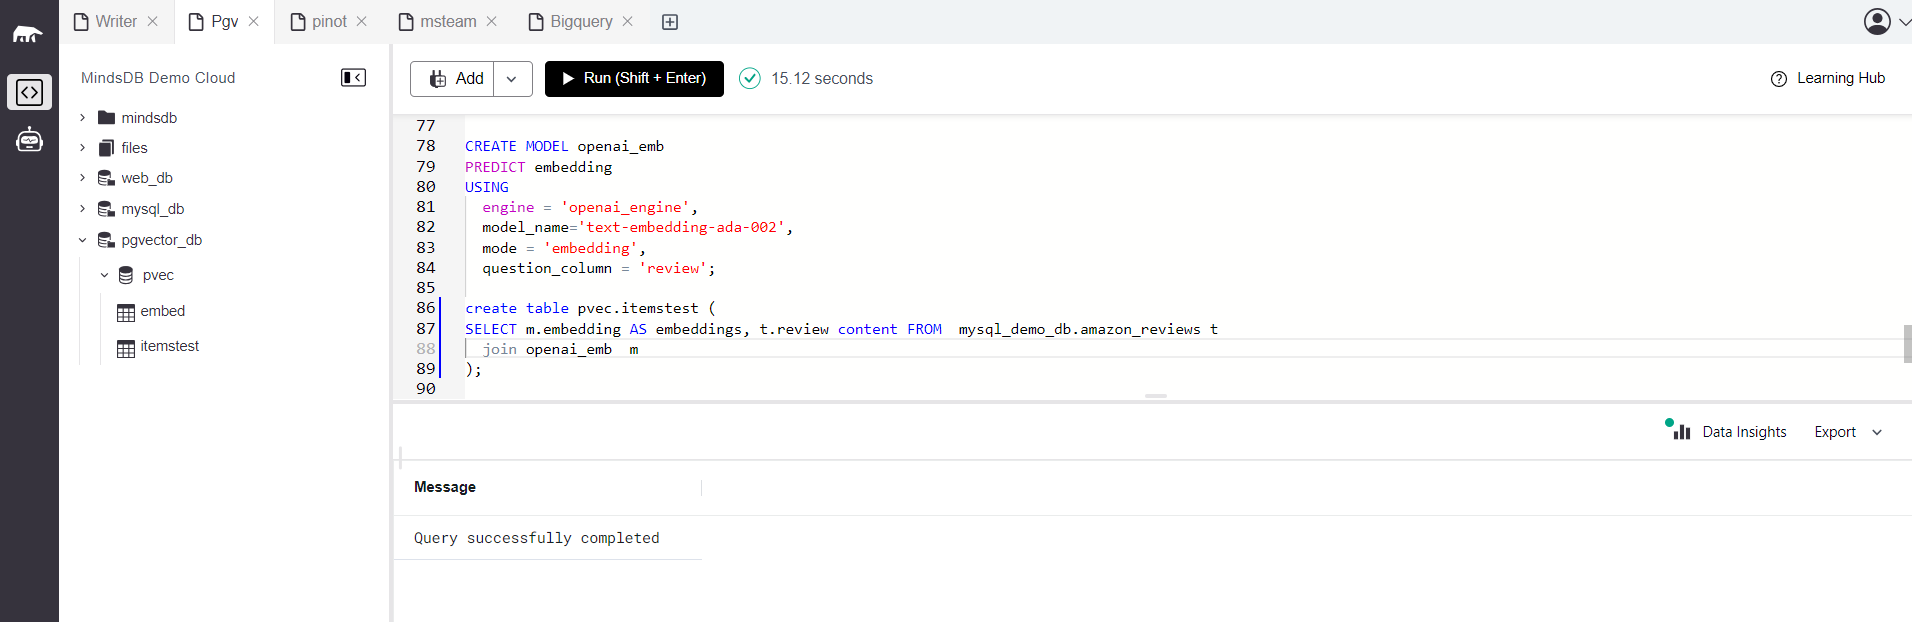 Writer Pgv pinot msteam Bigquery
MindsDB Demo Cloud
mindsdb
files
web_db
mysql_db
pgvector_db
pvec
embed
itemstest
Add Run (Shift + Enter) 15.12 seconds Learning Hub
77
78 CREATE MODEL openai_emb
79 PREDICT embedding
80 USING
81 engine = 'openai_engine',
82 model_name='text-embedding-ada-002',
83 mode = 'embedding',
84 question_column = 'review';
85
86 create table pvec.itemstest (
87 SELECT m.embedding AS embeddings, t.review content FROM  mysql_demo_db.amazon_reviews t
88 join openai_emb  m
89 );
90
Data Insights Export
Message
Query successfully completed